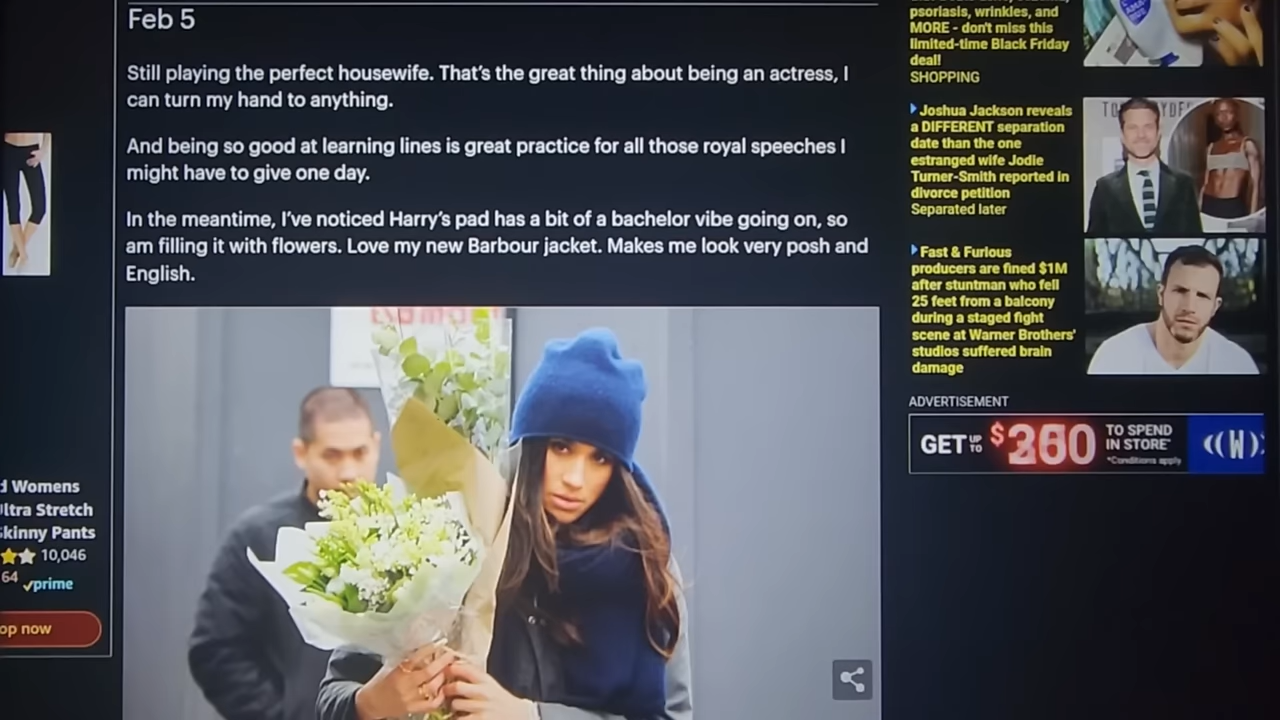 Feb 5
Still playing the perfect housewife. That's the great thing about being an actress, I
can turn my hand to anything.
And being so good at learning lines is great practice for all those royal speeches I
might have to give one day.
In the meantime, I've noticed Harry's pad has a bit of a bachelor vibe going on, so
am filling it with flowers. Love my new Barbour jacket. Makes me look very posh and
English.
psoriasis, wrinkles, and
MORE - don't miss this
limited-time Black Friday
deal!
SHOPPING
Joshua Jackson reveals
a DIFFERENT separation
date than the one
estranged wife Jodie
Turner-Smith reported in
divorce petition
Separated later
Fast & Furious
producers are fined $1M
after stuntman who fell
25 feet from a balcony
during a staged fight
scene at Warner Brothers'
studios suffered brain
damage
ADVERTISEMENT
GET UP TO $ TO SPEND
IN STORE*
*Conditions apply
(W)
Womens
Ultra Stretch
Skinny Pants
10,046
64 prime
op now